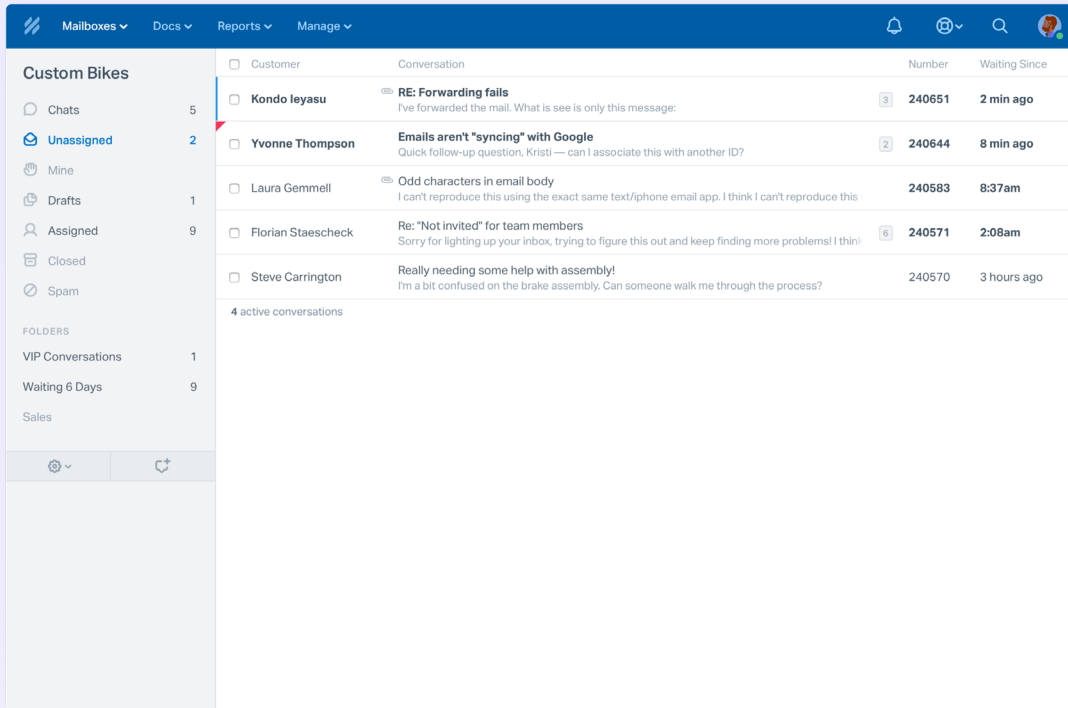 Mailboxes Docs Reports Manage
Custom Bikes
Chats 5
Unassigned 2
Mine
Drafts 1
Assigned 9
Closed
Spam
FOLDERS
VIP Conversations 1
Waiting 6 Days 9
Sales
Customer Conversation Number Waiting Since
Kondo Ieyasu RE: Forwarding fails 3 240651 2 min ago
I've forwarded the mail. What is see is only this message:
Yvonne Thompson Emails aren't "syncing" with Google 2 240644 8 min ago
Quick follow-up question, Kristi — can I associate this with another ID?
Laura Gemmell Odd characters in email body 240583 8:37am
I can't reproduce this using the exact same text/iphone email app. I think I can't reproduce this
Florian Staescheck Re: "Not invited" for team members 6 240571 2:08am
Sorry for lighting up your inbox, trying to figure this out and keep finding more problems! I thin
Steve Carrington Really needing some help with assembly! 240570 3 hours ago
I'm a bit confused on the brake assembly. Can someone walk me through the process?
4 active conversations